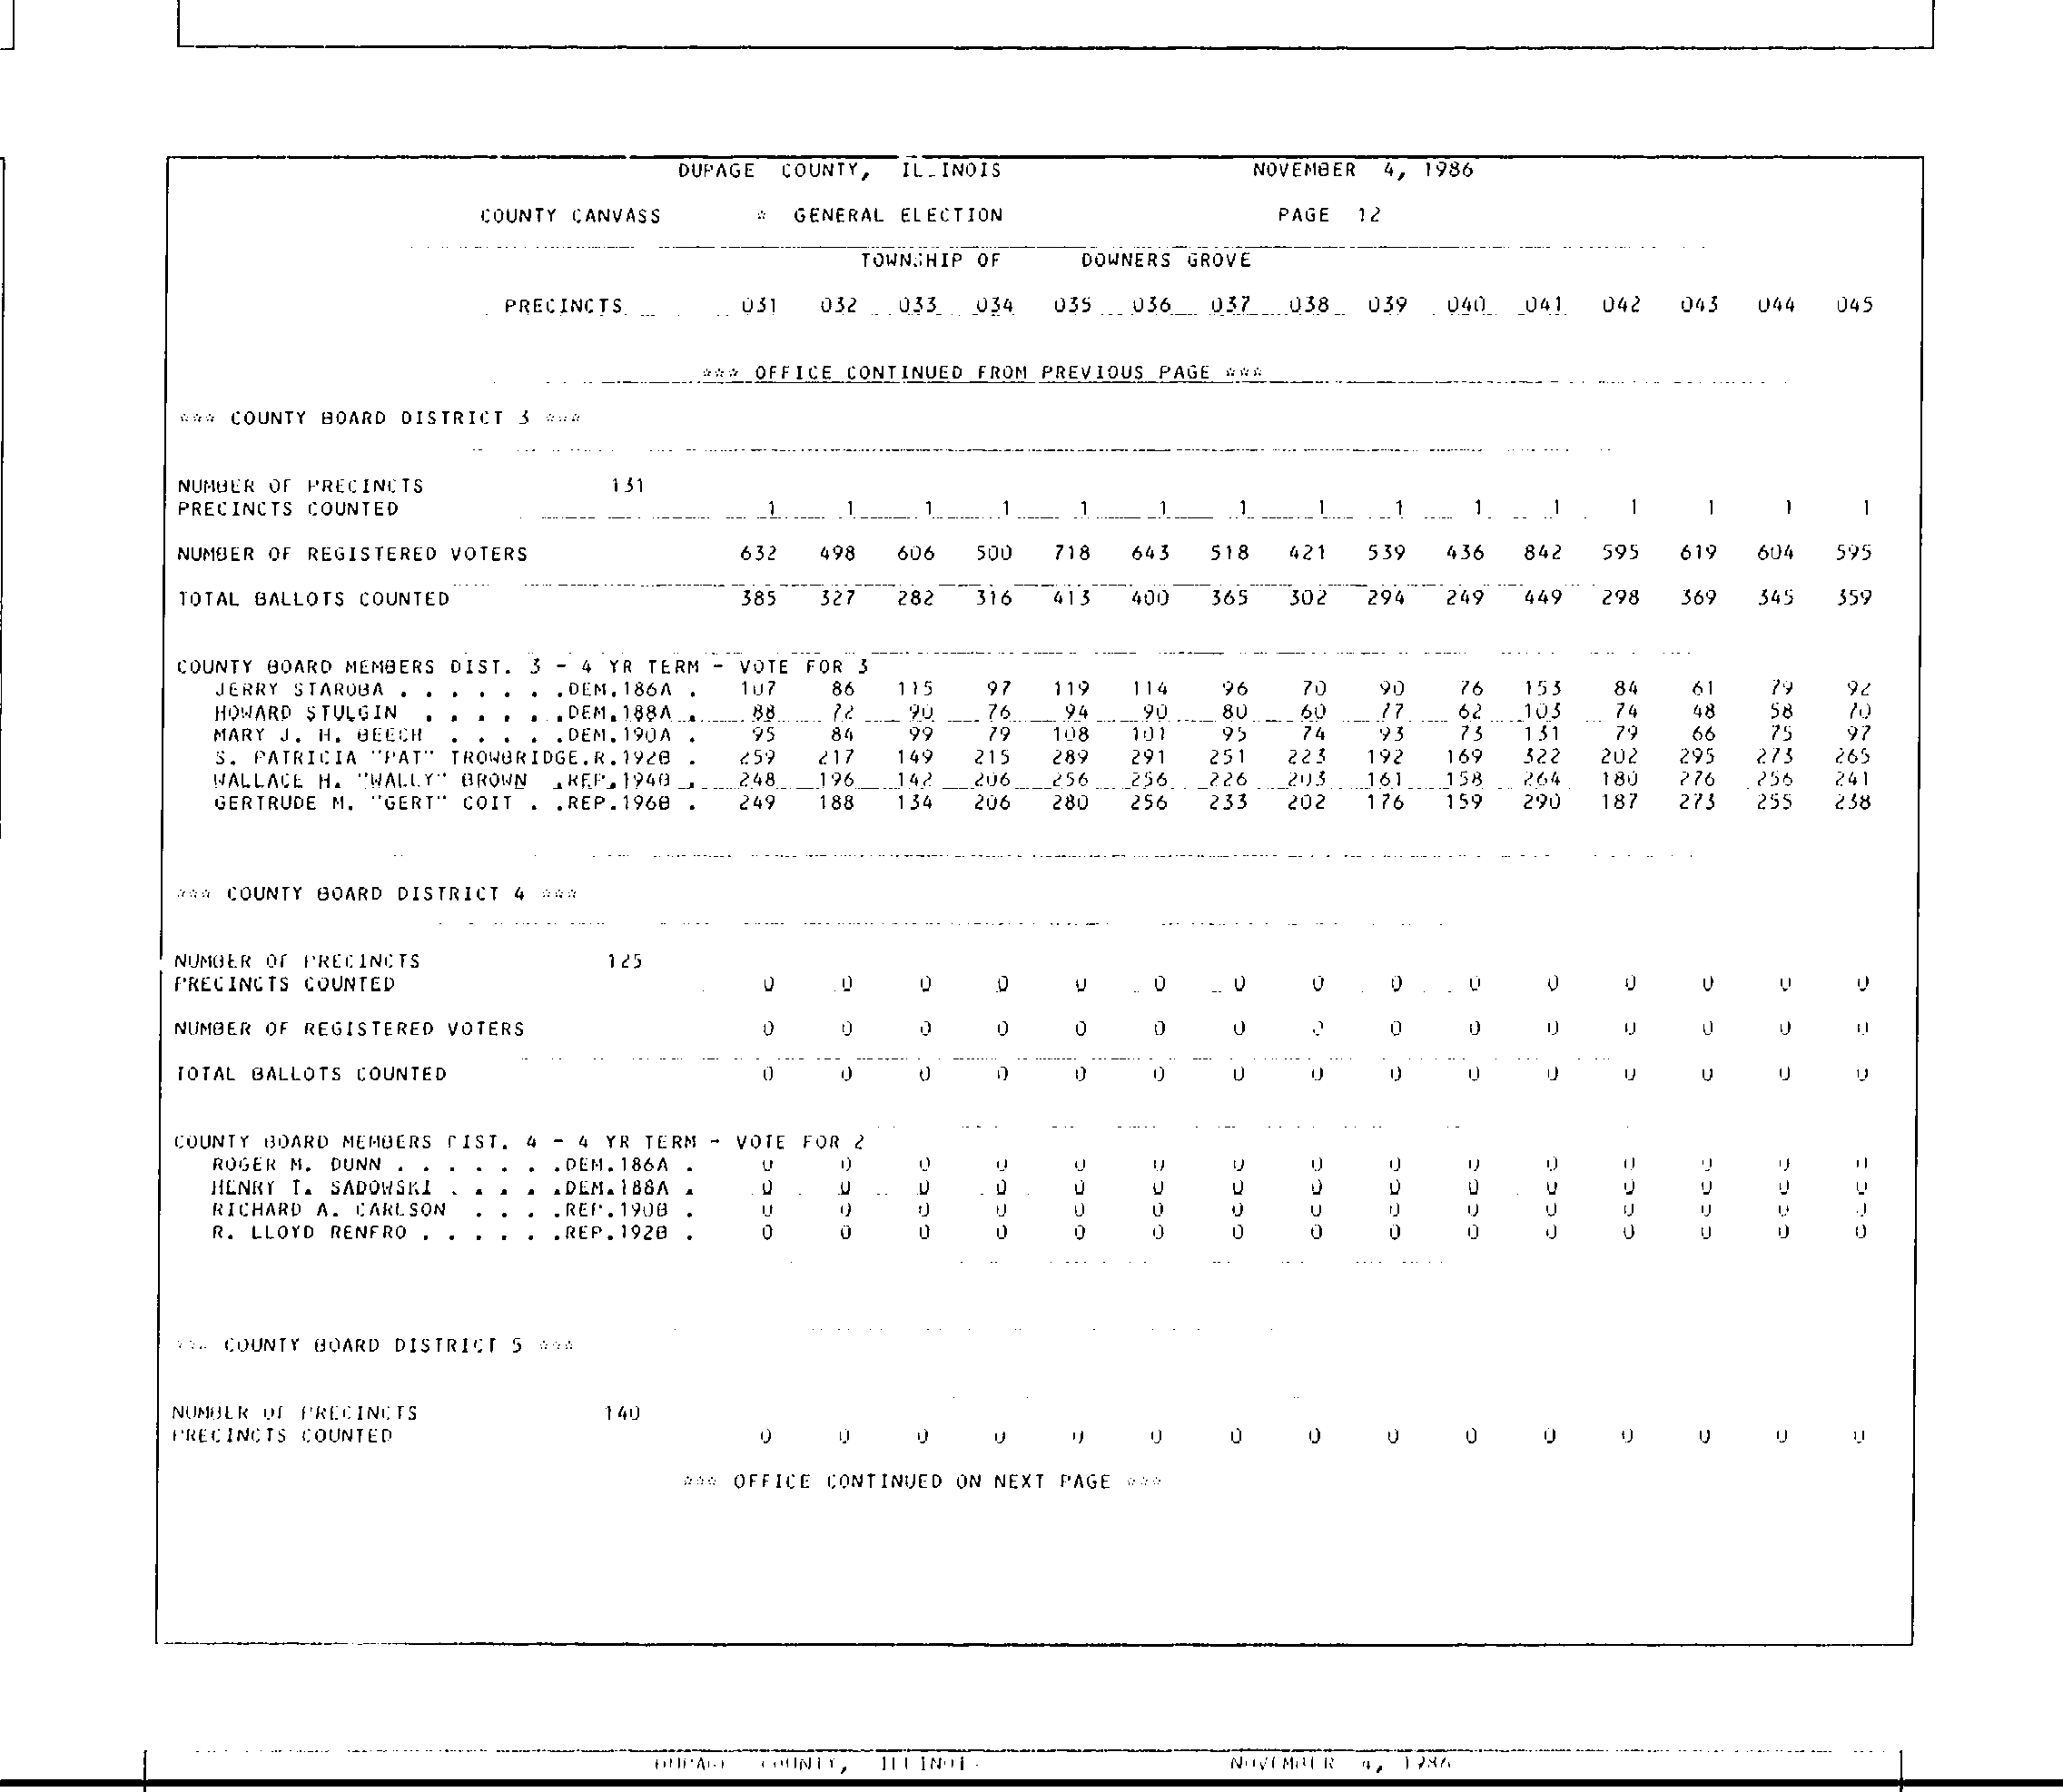 DUPAGE COUNTY, ILLINOIS NOVEMBER 4, 1986
COUNTY CANVASS * GENERAL ELECTION PAGE 12
TOWNSHIP OF DOWNERS GROVE
PRECINCTS 031 032 033 034 035 036 037 038 039 040 041 042 043 044 045
*** OFFICE CONTINUED FROM PREVIOUS PAGE ***
*** COUNTY BOARD DISTRICT 3 ***
NUMBER OF PRECINCTS 131
PRECINCTS COUNTED 1 1 1 1 1 1 1 1 1 1 1 1 1 1 1
NUMBER OF REGISTERED VOTERS 632 498 606 500 718 643 518 421 539 436 842 595 619 604 595
TOTAL BALLOTS COUNTED 385 327 282 316 413 400 365 302 294 249 449 298 369 345 359
COUNTY BOARD MEMBERS DIST. 3 - 4 YR TERM - VOTE FOR 3
JERRY STAROBA . . . . . . .DEM.186A . 107 86 115 97 119 114 96 70 90 76 153 84 61 79 92
HOWARD STULGIN . . . . . .DEM.188A . 88 72 90 76 94 90 80 60 77 62 103 74 48 58 70
MARY J. H. BEECH . . . . .DEM.190A . 95 84 99 79 108 101 95 74 93 73 131 79 66 75 97
S. PATRICIA "PAT" TROWBRIDGE.R.192B . 259 217 149 215 289 291 251 223 192 169 322 202 295 273 265
WALLACE H. "WALLY" BROWN .REP.194B . 248 196 142 206 256 256 226 203 161 158 264 180 276 256 241
GERTRUDE M. "GERT" COIT . .REP.196B . 249 188 134 206 280 256 233 202 176 159 290 187 273 255 238
*** COUNTY BOARD DISTRICT 4 ***
NUMBER OF PRECINCTS 125
PRECINCTS COUNTED 0 0 0 0 0 0 0 0 0 0 0 0 0 0 0
NUMBER OF REGISTERED VOTERS 0 0 0 0 0 0 0 0 0 0 0 0 0 0 0
TOTAL BALLOTS COUNTED 0 0 0 0 0 0 0 0 0 0 0 0 0 0 0
COUNTY BOARD MEMBERS DIST. 4 - 4 YR TERM - VOTE FOR 2
ROGER M. DUNN . . . . . . .DEM.186A . 0 0 0 0 0 0 0 0 0 0 0 0 0 0 0
HENRY T. SADOWSKI . . . . .DEM.188A . 0 0 0 0 0 0 0 0 0 0 0 0 0 0 0
RICHARD A. CARLSON . . . .REP.190B . 0 0 0 0 0 0 0 0 0 0 0 0 0 0 0
R. LLOYD RENFRO . . . . . .REP.192B . 0 0 0 0 0 0 0 0 0 0 0 0 0 0 0
*** COUNTY BOARD DISTRICT 5 ***
NUMBER OF PRECINCTS 140
PRECINCTS COUNTED 0 0 0 0 0 0 0 0 0 0 0 0 0 0 0
*** OFFICE CONTINUED ON NEXT PAGE ***
DUPAGE COUNTY, ILLINOIS NOVEMBER 4, 1986